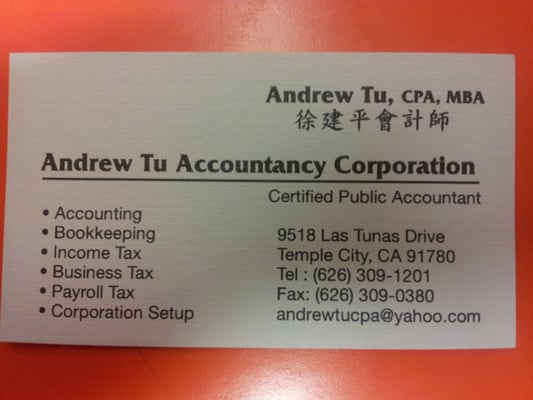 Andrew Tu, CPA, MBA
徐建平會計師
Andrew Tu Accountancy Corporation
Certified Public Accountant
• Accounting
• Bookkeeping
• Income Tax
• Business Tax
• Payroll Tax
• Corporation Setup
9518 Las Tunas Drive
Temple City, CA 91780
Tel : (626) 309-1201
Fax: (626) 309-0380
andrewtucpa@yahoo.com